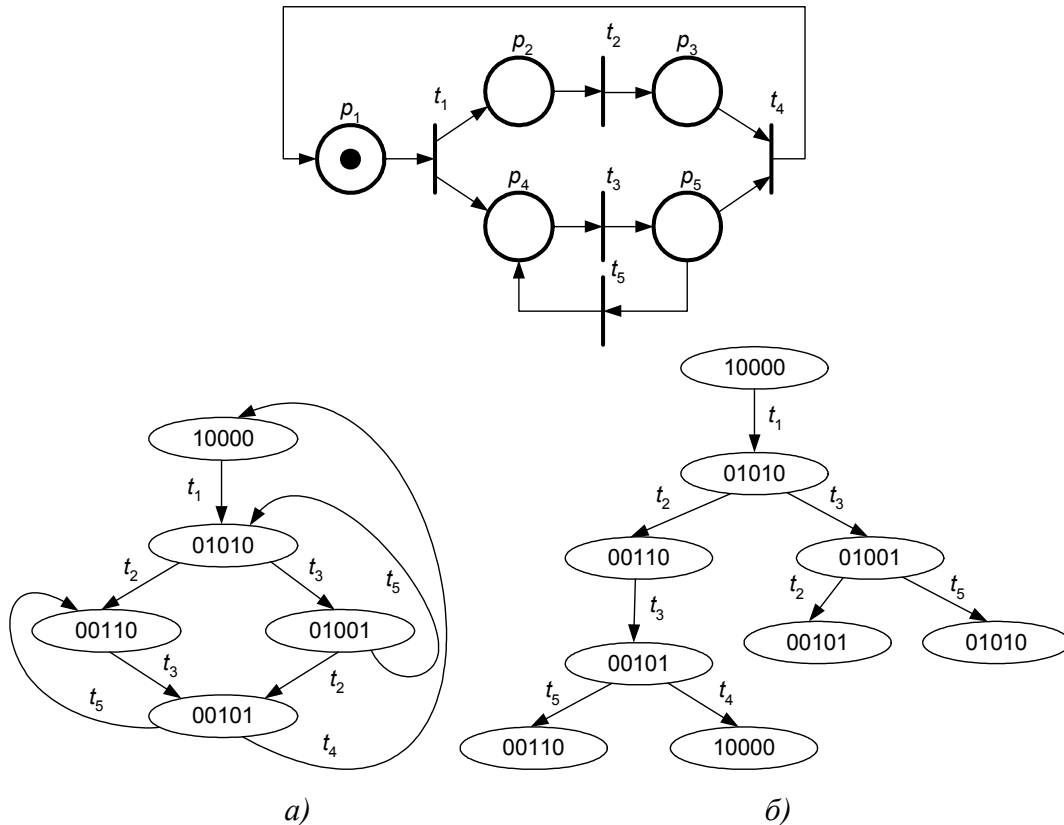 p₂ t₂ p₃
t₁ t₄
p₁
p₄ t₃ p₅
t₅
10000
t₁
01010
t₂ t₃ t₅
00110 01001
t₃ t₂
t₅
00101
t₄
а)
10000
t₁
01010
t₂ t₃
00110 01001
t₃ t₂ t₅
00101 01010
00101
t₅ t₄
00110 10000
б)